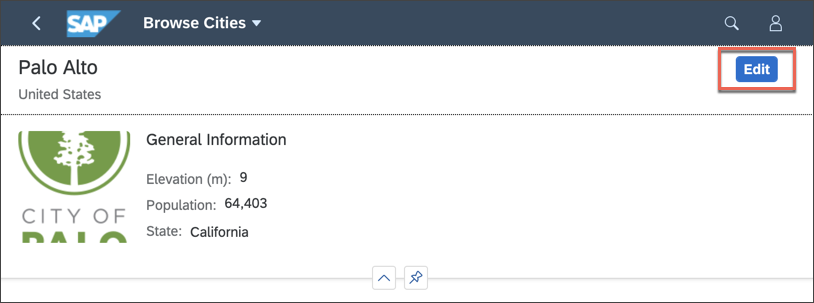 SAP Browse Cities
Palo Alto
Edit
United States
General Information
Elevation (m): 9
Population: 64,403
State: California
CITY OF
PALO